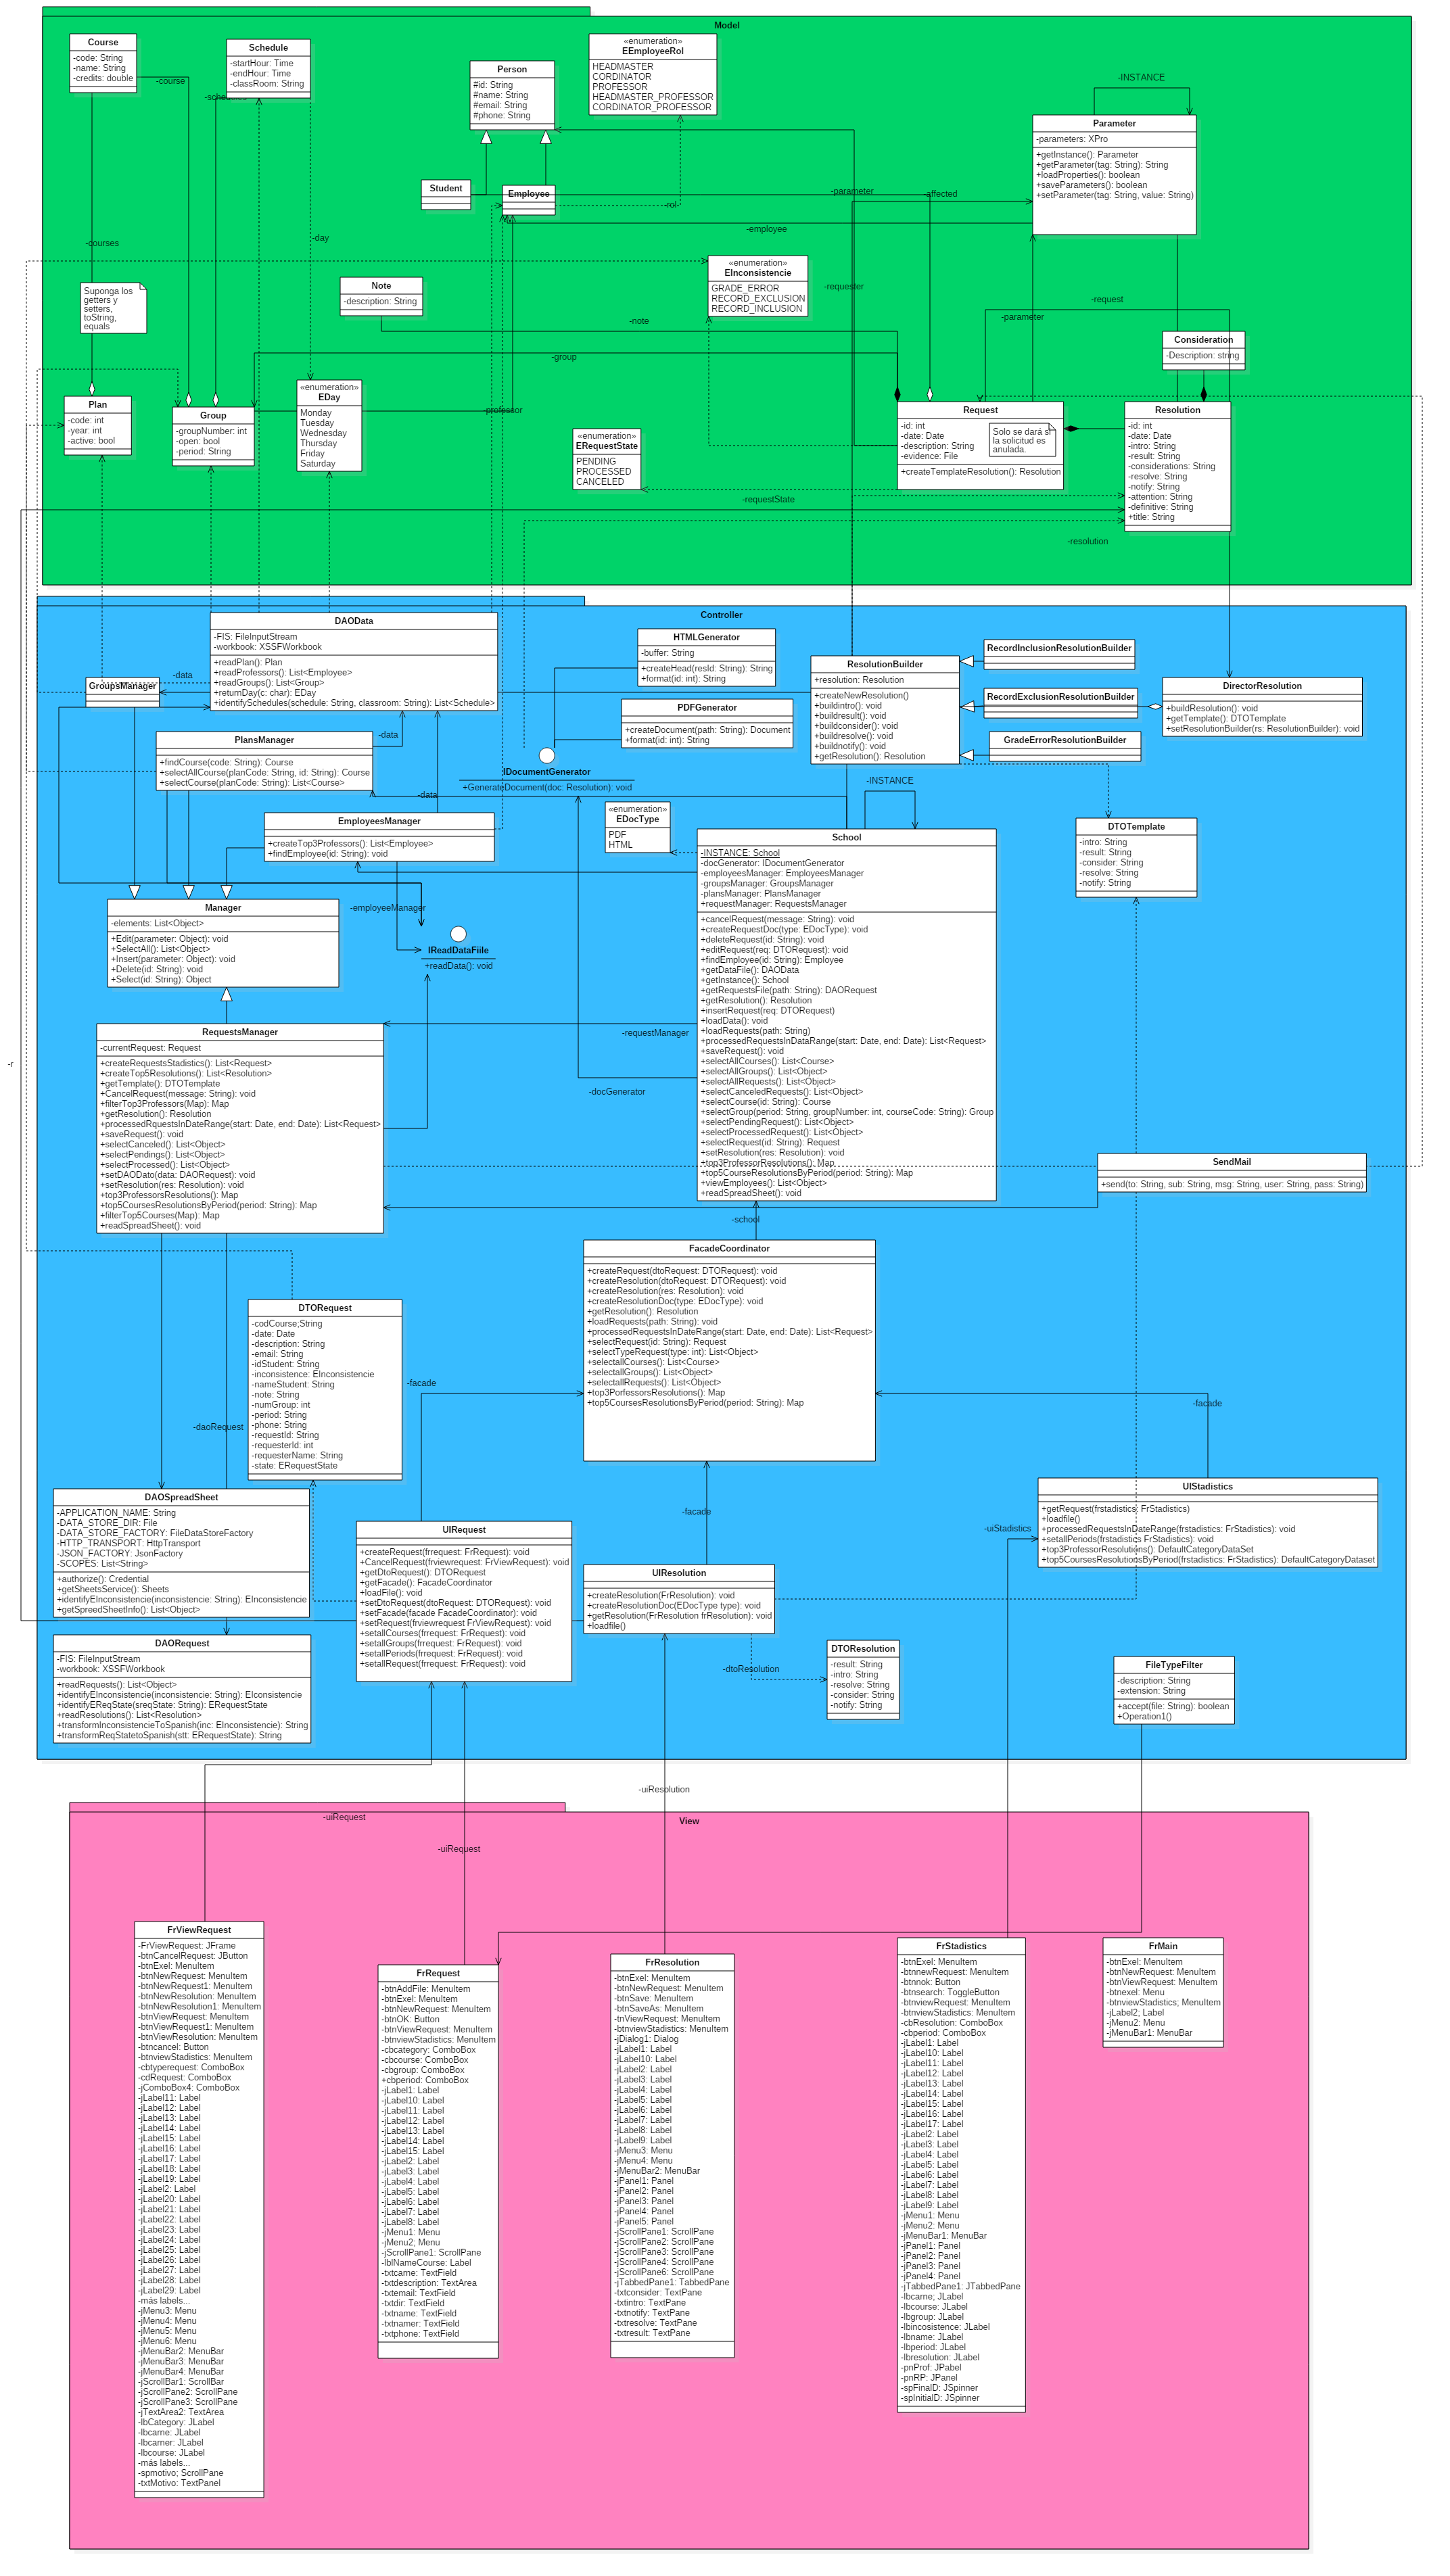 Model
Course
-code: String
-name: String
-credits: double
Schedule
-startHour: Time
-endHour: Time
-classRoom: String
Person
#id: String
#name: String
#email: String
#phone: String
«enumeration»
EEmployeeRol
HEADMASTER
CORDINATOR
PROFESSOR
HEADMASTER_PROFESSOR
CORDINATOR_PROFESSOR
-INSTANCE
Parameter
-parameters: XPro
+getInstance(): Parameter
+getParameter(tag: String): String
+loadProperties(): boolean
+saveParameters(): boolean
+setParameter(tag: String, value: String)
-course
-schedules
Student
Employee
-rol
-parameter
-affected
-employee
-courses
-day
Suponga los
getters y
setters,
toString,
equals
Note
-description: String
«enumeration»
EInconsistencie
GRADE_ERROR
RECORD_EXCLUSION
RECORD_INCLUSION
-requester
-request
-parameter
-note
-group
Consideration
-Description: string
Plan
-code: int
-year: int
-active: bool
Group
-groupNumber: int
-open: bool
-period: String
«enumeration»
EDay
Monday
Tuesday
Wednesday
Thursday
Friday
Saturday
-professor
«enumeration»
ERequestState
PENDING
PROCESSED
CANCELED
Request
-id: int
-date: Date
-description: String
-evidence: File
+createTemplateResolution(): Resolution
Solo se dará si
la solicitud es
anulada.
Resolution
-id: int
-date: Date
-intro: String
-result: String
-considerations: String
-resolve: String
-notify: String
-attention: String
-definitive: String
+title: String
-requestState
-resolution
Controller
DAOData
-FIS: FileInputStream
-workbook: XSSFWorkbook
+readPlan(): Plan
+readProfessors(): List<Employee>
+readGroups(): List<Group>
+returnDay(c: char): EDay
+identifySchedules(schedule: String, classroom: String): List<Schedule>
HTMLGenerator
-buffer: String
+createHead(resId: String): String
+format(id: int): String
PDFGenerator
+createDocument(path: String): Document
+format(id: int): String
ResolutionBuilder
+resolution: Resolution
+createNewResolution()
+buildintro(): void
+buildresult(): void
+buildconsider(): void
+buildresolve(): void
+buildnotify(): void
+getResolution(): Resolution
RecordInclusionResolutionBuilder
RecordExclusionResolutionBuilder
GradeErrorResolutionBuilder
DirectorResolution
+buildResolution(): void
+getTemplate(): DTOTemplate
+setResolutionBuilder(rs: ResolutionBuilder): void
GroupsManager
-data
PlansManager
+findCourse(code: String): Course
+selectAllCourse(planCode: String, id: String): Course
+selectCourse(planCode: String): List<Course>
-data
-data
IDocumentGenerator
+GenerateDocument(doc: Resolution): void
-INSTANCE
EmployeesManager
+createTop3Professors(): List<Employee>
+findEmployee(id: String): void
«enumeration»
EDocType
PDF
HTML
School
-INSTANCE: School
-docGenerator: IDocumentGenerator
-employeesManager: EmployeesManager
-groupsManager: GroupsManager
-plansManager: PlansManager
+requestManager: RequestsManager
+cancelRequest(message: String): void
+createRequestDoc(type: EDocType): void
+deleteRequest(id: String): void
+editRequest(req: DTORequest): void
+findEmployee(id: String): Employee
+getDataFile(): DAOData
+getInstance(): School
+getRequestsFile(path: String): DAORequest
+getResolution(): Resolution
+insertRequest(req: DTORequest)
+loadData(): void
+loadRequests(path: String)
+processedRequestsInDataRange(start: Date, end: Date): List<Request>
+saveRequest(): void
+selectAllCourses(): List<Course>
+selectAllGroups(): List<Object>
+selectAllRequests(): List<Object>
+selectCanceledRequests(): List<Object>
+selectCourse(id: String): Course
+selectGroup(period: String, groupNumber: int, courseCode: String): Group
+selectPendingRequest(): List<Object>
+selectProcessedRequest(): List<Object>
+selectRequest(id: String): Request
+setResolution(res: Resolution): void
+top3ProfessorResolutions(): Map
+top5CourseResolutionsByPeriod(period: String): Map
+viewEmployees(): List<Object>
+readSpreadSheet(): void
DTOTemplate
-intro: String
-result: String
-consider: String
-resolve: String
-notify: String
Manager
-elements: List<Object>
+Edit(parameter: Object): void
+SelectAll(): List<Object>
+Insert(parameter: Object): void
+Delete(id: String): void
+Select(id: String): Object
-employeeManager
IReadDataFiile
+readData(): void
RequestsManager
-currentRequest: Request
+createRequestsStadistics(): List<Request>
+createTop5Resolutions(): List<Resolution>
+getTemplate(): DTOTemplate
+CancelRequest(message: String): void
+filterTop3Professors(Map): Map
+getResolution(): Resolution
+processedRquestsInDateRange(start: Date, end: Date): List<Request>
+saveRequest(): void
+selectCanceled(): List<Object>
+selectPendings(): List<Object>
+selectProcessed(): List<Object>
+setDAODato(data: DAORequest): void
+setResolution(res: Resolution): void
+top3ProfessorsResolutions(): Map
+top5CoursesResolutionsByPeriod(period: String): Map
+filterTop5Courses(Map): Map
+readSpreadSheet(): void
-requestManager
-r
-docGenerator
SendMail
+send(to: String, sub: String, msg: String, user: String, pass: String)
-school
FacadeCoordinator
+createRequest(dtoRequest: DTORequest): void
+createResolution(dtoRequest: DTORequest): void
+createResolution(res: Resolution): void
+createResolutionDoc(type: EDocType): void
+getResolution(): Resolution
+loadRequests(path: String): void
+processedRequestsInDateRange(start: Date, end: Date): List<Request>
+selectRequest(id: String): Request
+selectTypeRequest(type: int): List<Object>
+selectallCourses(): List<Course>
+selectallGroups(): List<Object>
+selectallRequests(): List<Object>
+top3PorfessorsResolutions(): Map
+top5CoursesResolutionsByPeriod(period: String): Map
DTORequest
-codCourse;String
-date: Date
-description: String
-email: String
-idStudent: String
-inconsistence: EInconsistencie
-nameStudent: String
-note: String
-numGroup: int
-period: String
-phone: String
-requestId: String
-requesterId: int
-requesterName: String
-state: ERequestState
-facade
-facade
-daoRequest
DAOSpreadSheet
-APPLICATION_NAME: String
-DATA_STORE_DIR: File
-DATA_STORE_FACTORY: FileDataStoreFactory
-HTTP_TRANSPORT: HttpTransport
-JSON_FACTORY: JsonFactory
-SCOPES: List<String>
+authorize(): Credential
+getSheetsService(): Sheets
+identifyEInconsistencie(inconsistencie: String): EInconsistencie
+getSpreedSheetInfo(): List<Object>
UIRequest
+createRequest(frrequest: FrRequest): void
+CancelRequest(frviewrequest: FrViewRequest): void
+getDtoRequest(): DTORequest
+getFacade(): FacadeCoordinator
+loadFile(): void
+setDtoRequest(dtoRequest: DTORequest): void
+setFacade(facade FacadeCoordinator): void
+setRequest(frviewrequest FrViewRequest): void
+setallCourses(frrequest: FrRequest): void
+setallGroups(frrequest: FrRequest): void
+setallPeriods(frrequest: FrRequest): void
+setallRequest(frrequest: FrRequest): void
-facade
UIResolution
+createResolution(FrResolution): void
+createResolutionDoc(EDocType type): void
+getResolution(FrResolution frResolution): void
+loadfile()
-uiStadistics
UIStadistics
+getRequest(frstadistics: FrStadistics)
+loadfile()
+processedRequestsInDateRange(frstadistics: FrStadistics): void
+setallPeriods(frstadistics FrStadistics): void
+top3ProfessorResolutions(): DefaultCategoryDataSet
+top5CoursesResolutionsByPeriod(frstadistics: FrStadistics): DefaultCategoryDataset
DAORequest
-FIS: FileInputStream
-workbook: XSSFWorkbook
+readRequests(): List<Object>
+identifyEInconsistencie(inconsistencie: String): EIconsistencie
+identifyEReqState(sreqState: String): ERequestState
+readResolutions(): List<Resolution>
+transformInconsistencieToSpanish(inc: EInconsistencie): String
+transformReqStatetoSpanish(stt: ERequestState): String
-dtoResolution
DTOResolution
-result: String
-intro: String
-resolve: String
-consider: String
-notify: String
FileTypeFilter
-description: String
-extension: String
+accept(file: String): boolean
+Operation1()
-uiResolution
-uiRequest
View
-uiRequest
FrViewRequest
-FrViewRequest: JFrame
-btnCancelRequest: JButton
-btnExel: MenuItem
-btnNewRequest: MenuItem
-btnNewRequest1: MenuItem
-btnNewResolution: MenuItem
-btnNewResolution1: MenuItem
-btnViewRequest: MenuItem
-btnViewRequest1: MenuItem
-btnViewResolution: MenuItem
-btncancel: Button
-btnviewStadistics: MenuItem
-cbtyperequest: ComboBox
-cdRequest: ComboBox
-jComboBox4: ComboBox
-jLabel11: Label
-jLabel12: Label
-jLabel13: Label
-jLabel14: Label
-jLabel15: Label
-jLabel16: Label
-jLabel17: Label
-jLabel18: Label
-jLabel19: Label
-jLabel2: Label
-jLabel20: Label
-jLabel21: Label
-jLabel22: Label
-jLabel23: Label
-jLabel24: Label
-jLabel25: Label
-jLabel26: Label
-jLabel27: Label
-jLabel28: Label
-jLabel29: Label
-más labels...
-jMenu3: Menu
-jMenu4: Menu
-jMenu5: Menu
-jMenu6: Menu
-jMenuBar2: MenuBar
-jMenuBar3: MenuBar
-jMenuBar4: MenuBar
-jScrollBar1: ScrollBar
-jScrollPane2: ScrollPane
-jScrollPane3: ScrollPane
-jTextArea2: TextArea
-lbCategory: JLabel
-lbcarne: JLabel
-lbcarner: JLabel
-lbcourse: JLabel
-más labels...
-spmotivo; ScrollPane
-txtMotivo: TextPanel
FrRequest
-btnAddFile: MenuItem
-btnExel: MenuItem
-btnNewRequest: MenuItem
-btnOK: Button
-btnViewRequest: MenuItem
-btnviewStadistics: MenuItem
-cbcategory: ComboBox
-cbcourse: ComboBox
-cbgroup: ComboBox
+cbperiod: ComboBox
-jLabel1: Label
-jLabel10: Label
-jLabel11: Label
-jLabel12: Label
-jLabel13: Label
-jLabel14: Label
-jLabel15: Label
-jLabel2: Label
-jLabel3: Label
-jLabel4: Label
-jLabel5: Label
-jLabel6: Label
-jLabel7: Label
-jLabel8: Label
-jMenu1: Menu
-jMenu2; Menu
-jScrollPane1: ScrollPane
-lblNameCourse: Label
-txtcarne: TextField
-txtdescription: TextArea
-txtemail: TextField
-txtdir: TextField
-txtname: TextField
-txtnamer: TextField
-txtphone: TextField
FrResolution
-btnExel: MenuItem
-btnNewRequest: MenuItem
-btnSave: MenuItem
-btnSaveAs: MenuItem
-tnViewRequest: MenuItem
-btnviewStadistics: MenuItem
-jDialog1: Dialog
-jLabel1: Label
-jLabel10: Label
-jLabel2: Label
-jLabel3: Label
-jLabel4: Label
-jLabel5: Label
-jLabel6: Label
-jLabel7: Label
-jLabel8: Label
-jLabel9: Label
-jMenu3: Menu
-jMenu4: Menu
-jMenuBar2: MenuBar
-jPanel1: Panel
-jPanel2: Panel
-jPanel3: Panel
-jPanel4: Panel
-jPanel5: Panel
-jScrollPane1: ScrollPane
-jScrollPane2: ScrollPane
-jScrollPane3: ScrollPane
-jScrollPane4: ScrollPane
-jScrollPane6: ScrollPane
-jTabbedPane1: TabbedPane
-txtconsider: TextPane
-txtintro: TextPane
-txtnotify: TextPane
-txtresolve: TextPane
-txtresult: TextPane
FrStadistics
-btnExel: MenuItem
-btnnewRequest: MenuItem
-btnnok: Button
-btnsearch: ToggleButton
-btnviewRequest: MenuItem
-btnviewStadistics: MenuItem
-cbResolution: ComboBox
-cbperiod: ComboBox
-jLabel1: Label
-jLabel10: Label
-jLabel11: Label
-jLabel12: Label
-jLabel13: Label
-jLabel14: Label
-jLabel15: Label
-jLabel16: Label
-jLabel17: Label
-jLabel2: Label
-jLabel3: Label
-jLabel4: Label
-jLabel5: Label
-jLabel6: Label
-jLabel7: Label
-jLabel8: Label
-jLabel9: Label
-jMenu1: Menu
-jMenu2: Menu
-jMenuBar1: MenuBar
-jPanel1: Panel
-jPanel2: Panel
-jPanel3: Panel
-jPanel4: Panel
-jTabbedPane1: JTabbedPane
-lbcarne; JLabel
-lbcourse: JLabel
-lbgroup: JLabel
-lbincosistence: JLabel
-lbname: JLabel
-lbperiod: JLabel
-lbresolution: JLabel
-pnProf: JPabel
-pnRP: JPanel
-spFinalD: JSpinner
-spInitialD: JSpinner
FrMain
-btnExel: MenuItem
-btnNewRequest: MenuItem
-btnViewRequest: MenuItem
-btnexel: Menu
-btnviewStadistics; MenuItem
-jLabel2; Label
-jMenu2: Menu
-jMenuBar1: MenuBar